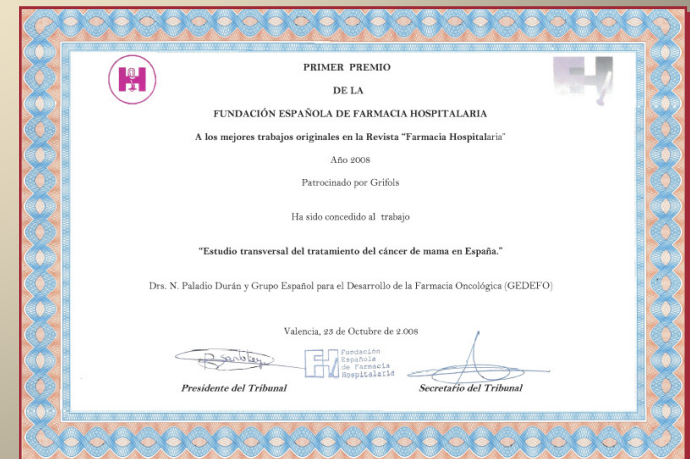 PRIMER PREMIO
DE LA
FUNDACIÓN ESPAÑOLA DE FARMACIA HOSPITALARIA
A los mejores trabajos originales en la Revista "Farmacia Hospitalaria"
Año 2008
Patrocinado por Grifols
Ha sido concedido al trabajo
"Estudio transversal del tratamiento del cáncer de mama en España."
Drs. N. Paladio Durán y Grupo Español para el Desarrollo de la Farmacia Oncológica (GEDEFO)
Valencia, 23 de Octubre de 2.008
Fundación
Española
de Farmacia
Hospitalaria
Presidente del Tribunal
Secretario del Tribunal